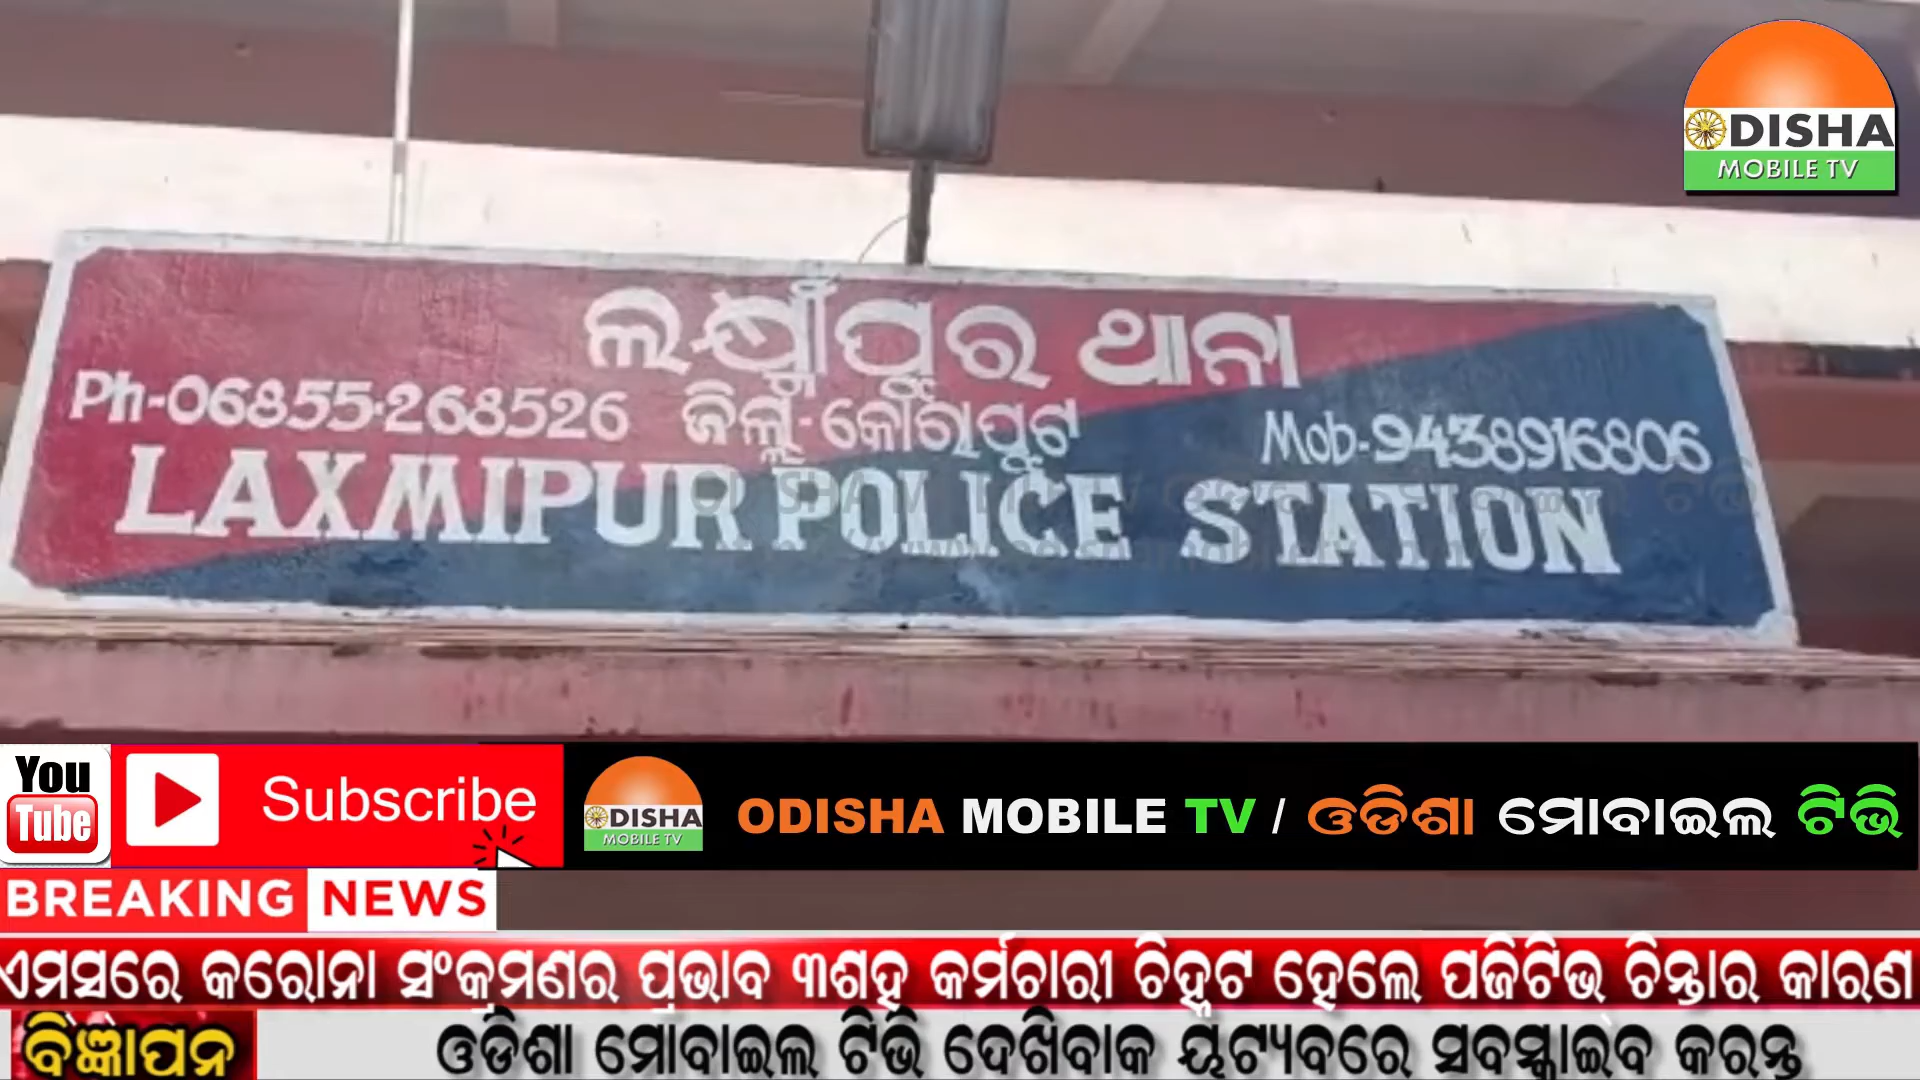 ODISHA
MOBILE TV
ଲକ୍ଷ୍ମୀପୁର ଥାନା
Ph-06855-268526 ଜିଲ୍ଲା-କୋରାପୁଟ Mob-9438916806
LAXMIPUR POLICE STATION
You
Tube
Subscribe
ODISHA
MOBILE TV
ODISHA MOBILE TV / ଓଡିଶା ମୋବାଇଲ ଟିଭି
BREAKING NEWS
ଏମସରେ କରୋନା ସଂକ୍ରମଣର ପ୍ରଭାବ ୩ଶହ କର୍ମଚାରୀ ଚିହ୍ନଟ ହେଲେ ପଜିଟିଭ୍ ଚିନ୍ତାର କାରଣ
ବିଜ୍ଞାପନ
ଓଡିଶା ମୋବାଇଲ ଟିଭି ଦେଖିବାକ ୟୁଟ୍ୟୁବରେ ସବସ୍କ୍ରାଇବ କରନ୍ତୁ